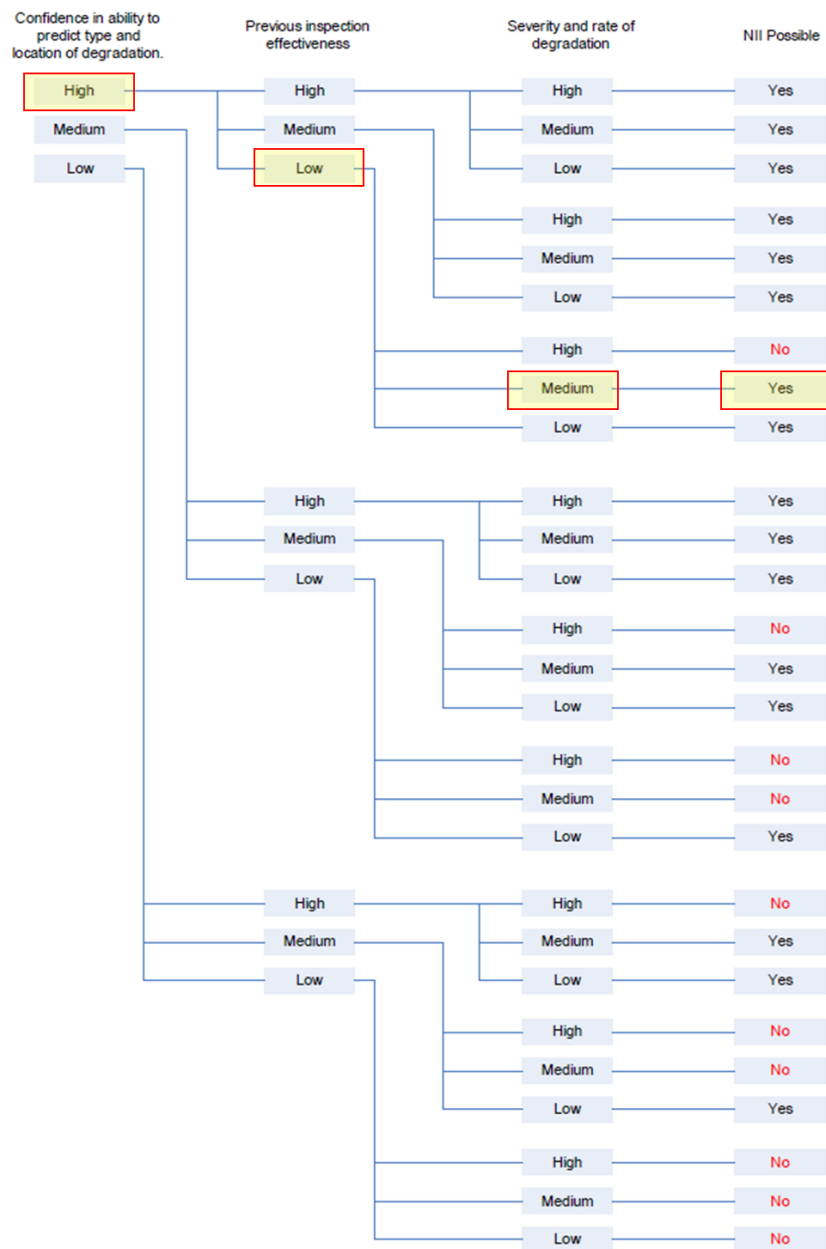 Confidence in ability to
predict type and
location of degradation.
Previous inspection
effectiveness
Severity and rate of
degradation
NII Possible
High High High Yes
Medium Medium Medium Yes
Low Low Low Yes
High Yes
Medium Yes
Low Yes
High No
Medium Yes
Low Yes
High High Yes
Medium Medium Yes
Low Low Yes
High No
Medium Yes
Low Yes
High No
Medium No
Low Yes
High High No
Medium Medium Yes
Low Low Yes
High No
Medium No
Low Yes
High No
Medium No
Low No